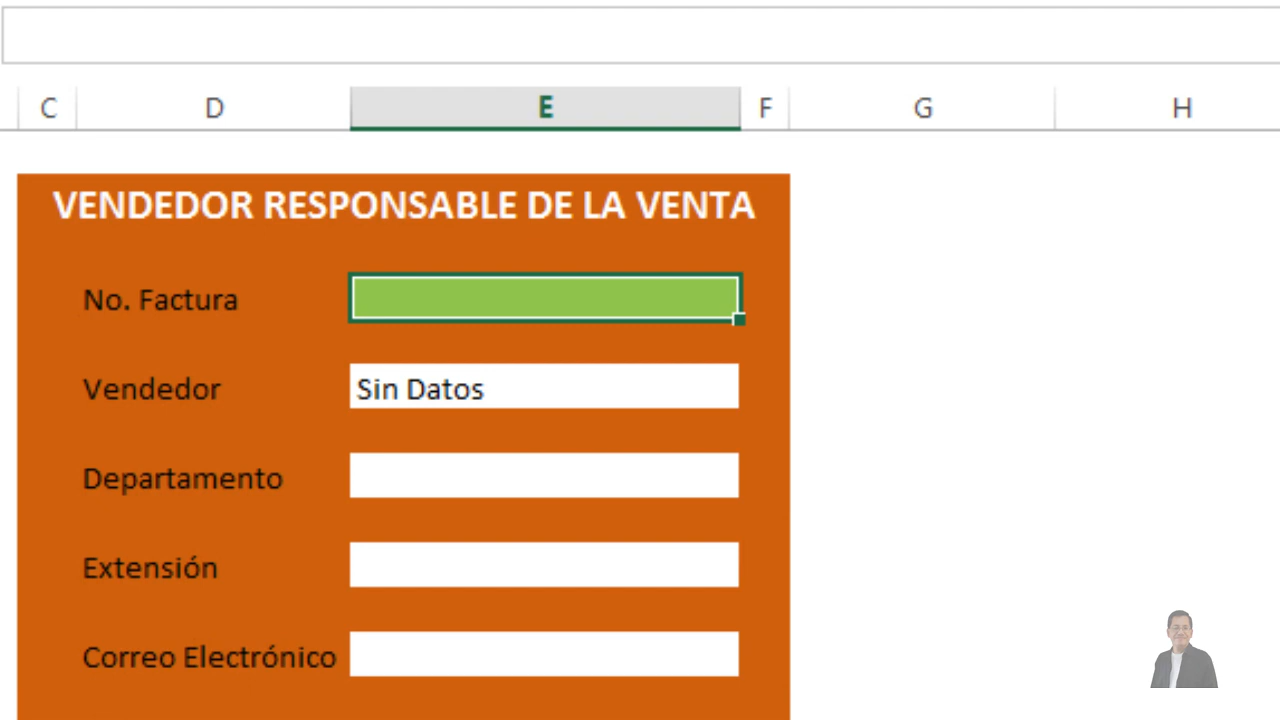 C D E F G H
VENDEDOR RESPONSABLE DE LA VENTA
No. Factura
Vendedor Sin Datos
Departamento
Extensión
Correo Electrónico